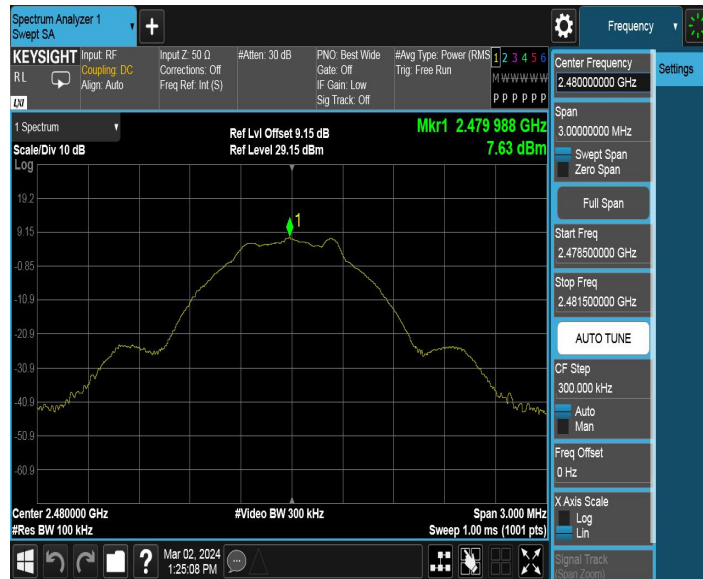 Spectrum Analyzer 1
Swept SA
+
Frequency
KEYSIGHT
RL
LXI
Input: RF
Coupling: DC
Align: Auto
Input Z: 50 Ω
Corrections: Off
Freq Ref: Int (S)
#Atten: 30 dB
PNO: Best Wide
Gate: Off
IF Gain: Low
Sig Track: Off
#Avg Type: Power (RMS
Trig: Free Run
1 2 3 4 5 6
M W W W W W
P P P P P P
1 Spectrum
Scale/Div 10 dB
Log
Ref Lvl Offset 9.15 dB
Ref Level 29.15 dBm
Mkr1 2.479 988 GHz
7.63 dBm
1
19.2
9.15
-0.85
-10.9
-20.9
-30.9
-40.9
-50.9
-60.9
Center 2.480000 GHz
#Res BW 100 kHz
#Video BW 300 kHz
Span 3.000 MHz
Sweep 1.00 ms (1001 pts)
?
Mar 02, 2024
1:25:08 PM
Center Frequency
2.480000000 GHz
Settings
Span
3.00000000 MHz
Swept Span
Zero Span
Full Span
Start Freq
2.478500000 GHz
Stop Freq
2.481500000 GHz
AUTO TUNE
CF Step
300.000 kHz
Auto
Man
Freq Offset
0 Hz
X Axis Scale
Log
Lin
Signal Track
(Span Zoom)